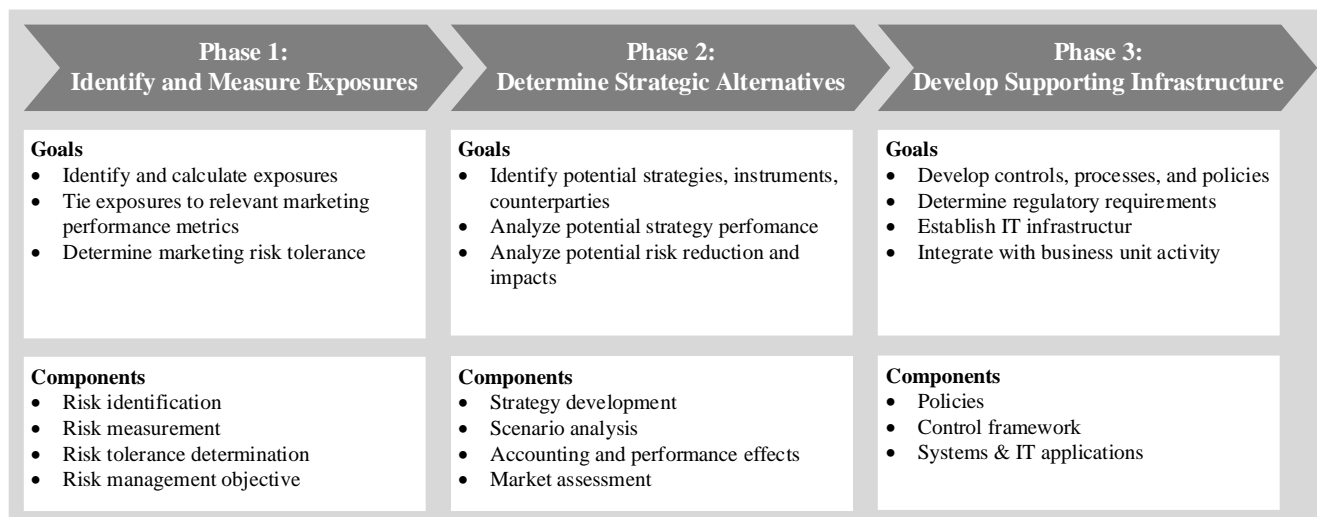 Phase 1:
Identify and Measure Exposures
Phase 2:
Determine Strategic Alternatives
Phase 3:
Develop Supporting Infrastructure
Goals
• Identify and calculate exposures
• Tie exposures to relevant marketing
performance metrics
• Determine marketing risk tolerance
Goals
• Identify potential strategies, instruments,
counterparties
• Analyze potential strategy perfomance
• Analyze potential risk reduction and
impacts
Goals
• Develop controls, processes, and policies
• Determine regulatory requirements
• Establish IT infrastructur
• Integrate with business unit activity
Components
• Risk identification
• Risk measurement
• Risk tolerance determination
• Risk management objective
Components
• Strategy development
• Scenario analysis
• Accounting and performance effects
• Market assessment
Components
• Policies
• Control framework
• Systems & IT applications